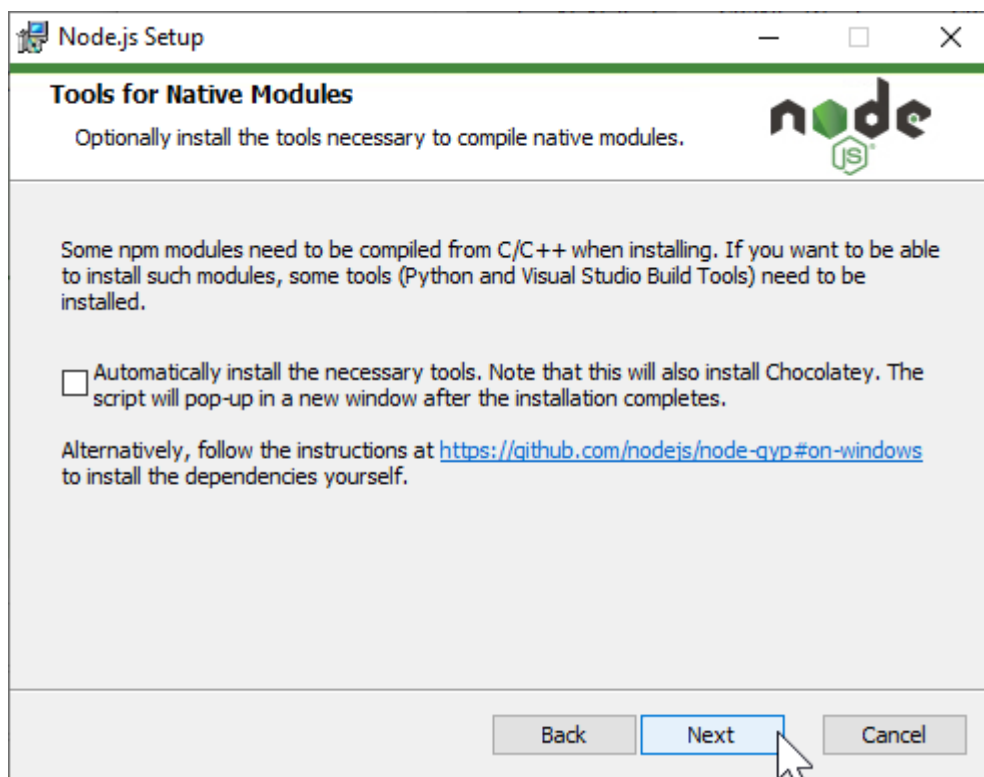 Node.js Setup
Tools for Native Modules
Optionally install the tools necessary to compile native modules.
node
JS
Some npm modules need to be compiled from C/C++ when installing. If you want to be able
to install such modules, some tools (Python and Visual Studio Build Tools) need to be
installed.
Automatically install the necessary tools. Note that this will also install Chocolatey. The
script will pop-up in a new window after the installation completes.
Alternatively, follow the instructions at https://github.com/nodejs/node-gyp#on-windows
to install the dependencies yourself.
Back
Next
Cancel